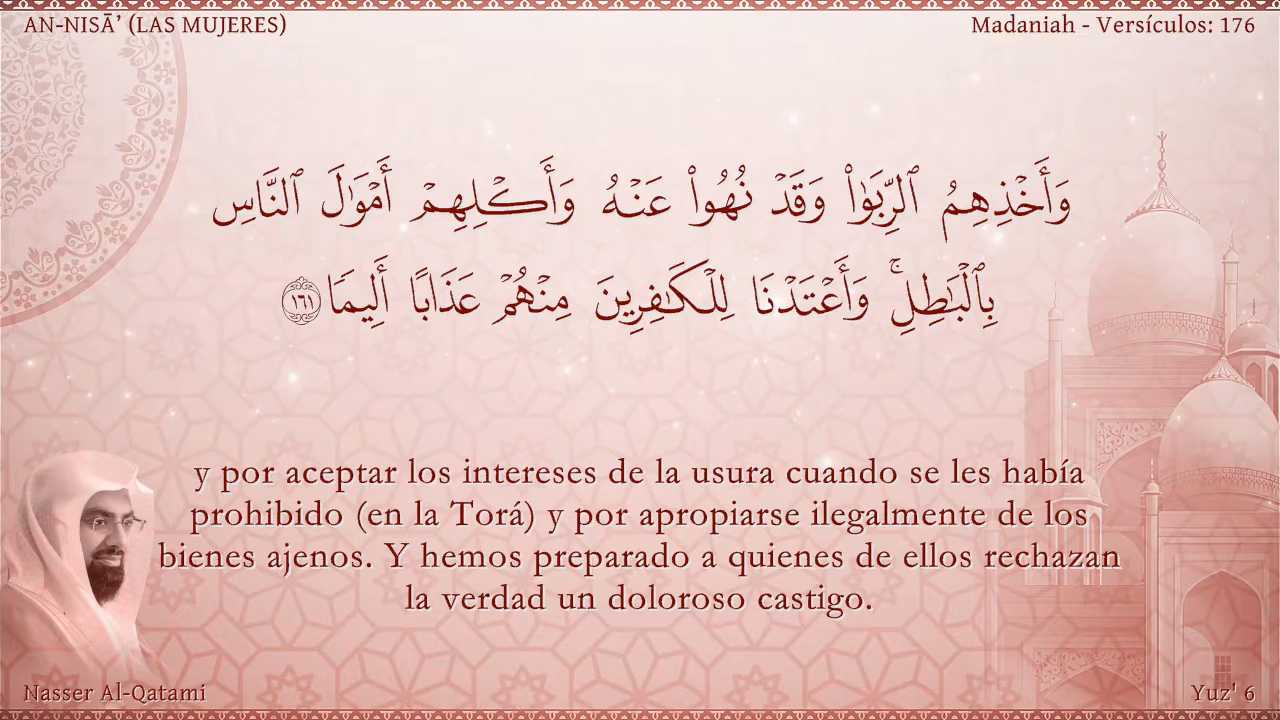 AN-NISĀ’ (LAS MUJERES)
Madaniah - Versículos: 176
وَأَخْذِهِمُ ٱلرِّبَوٰا۟ وَقَدْ نُهُوا۟ عَنْهُ وَأَكْلِهِمْ أَمْوَٰلَ ٱلنَّاسِ
بِٱلْبَٰطِلِ ۚ وَأَعْتَدْنَا لِلْكَٰفِرِينَ مِنْهُمْ عَذَابًا أَلِيمًا ١٦١
y por aceptar los intereses de la usura cuando se les había
prohibido (en la Torá) y por apropiarse ilegalmente de los
bienes ajenos. Y hemos preparado a quienes de ellos rechazan
la verdad un doloroso castigo.
Nasser Al-Qatami
Yuz' 6